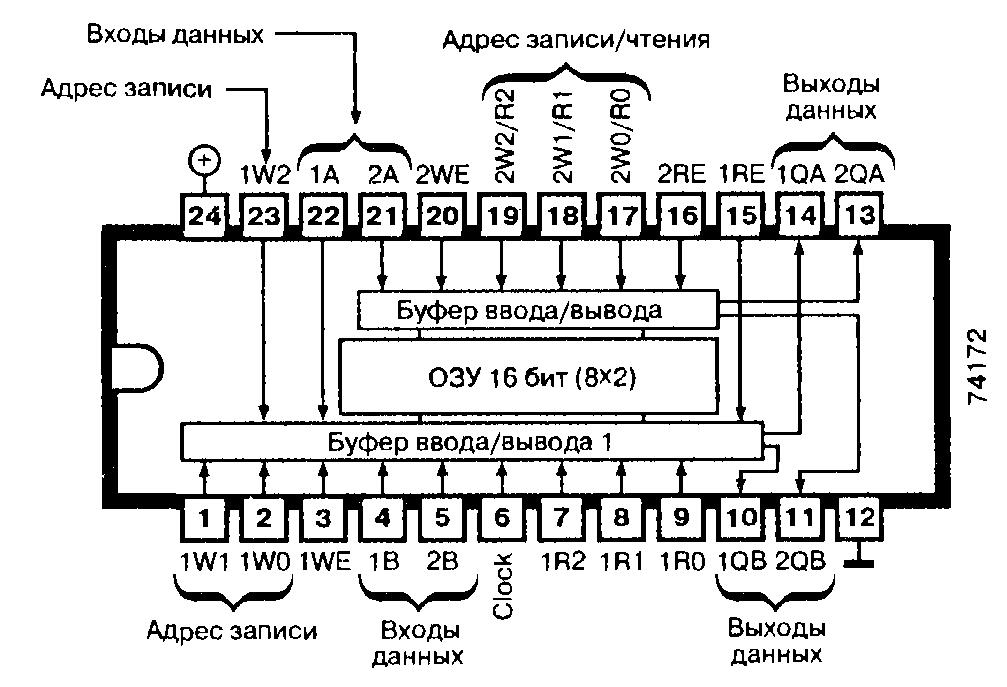 Входы данных
Адрес записи/чтения
Адрес записи
Выходы
данных
2W2/R2
2W1/R1
2W0/R0
+
1W2 1A 2A 2WE 2RE 1RE 1QA 2QA
24 23 22 21 20 19 18 17 16 15 14 13
Буфер ввода/вывода
ОЗУ 16 бит (8×2)
74172
Буфер ввода/вывода 1
1 2 3 4 5 6 7 8 9 10 11 12
1W1 1W0 1WE 1B 2B Clock 1R2 1R1 1R0 1QB 2QB
Адрес записи
Входы
данных
Выходы
данных